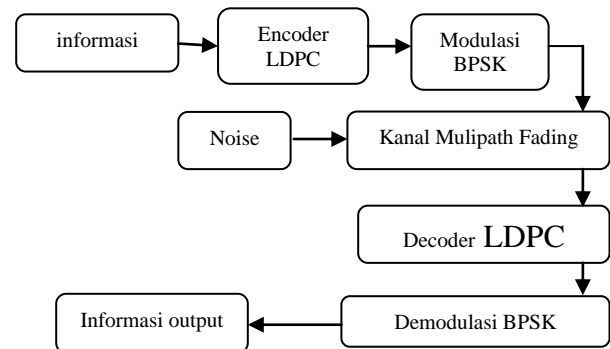 informasi
Encoder
LDPC
Modulasi
BPSK
Noise
Kanal Mulipath Fading
Decoder LDPC
Informasi output
Demodulasi BPSK